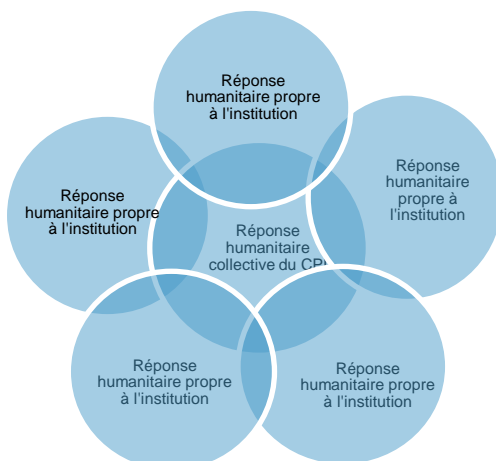 Réponse
humanitaire propre
à l'institution
Réponse
humanitaire
propre à
l'institution
Réponse
humanitaire propre
à l'institution
Réponse
humanitaire
collective du
Réponse
humanitaire propre
à l'institution
Réponse
humanitaire propre
à l'institution